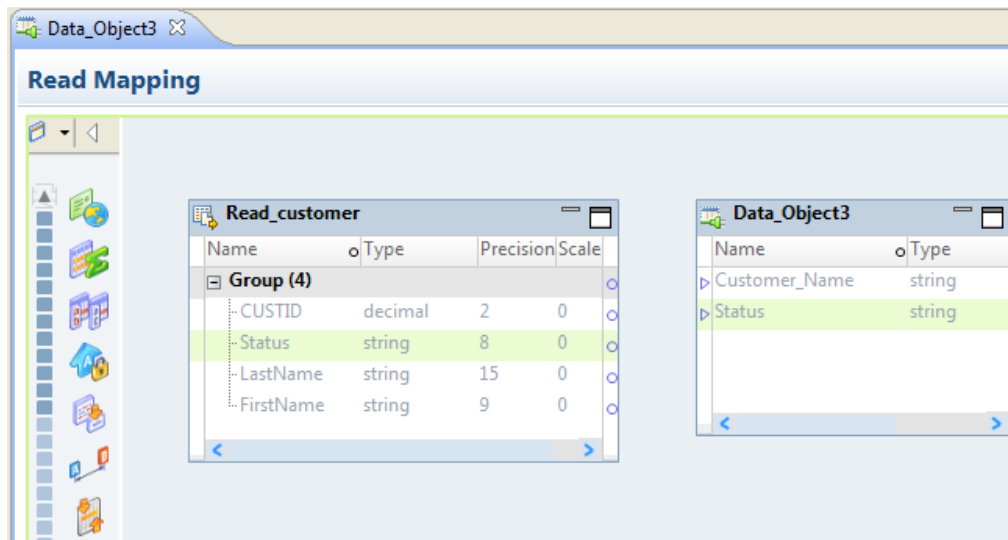 Data_Object3
Read Mapping
Read_customer
Name Type Precision Scale
Group (4)
CUSTID decimal 2 0
Status string 8 0
LastName string 15 0
FirstName string 9 0
Data_Object3
Name Type
Customer_Name string
Status string